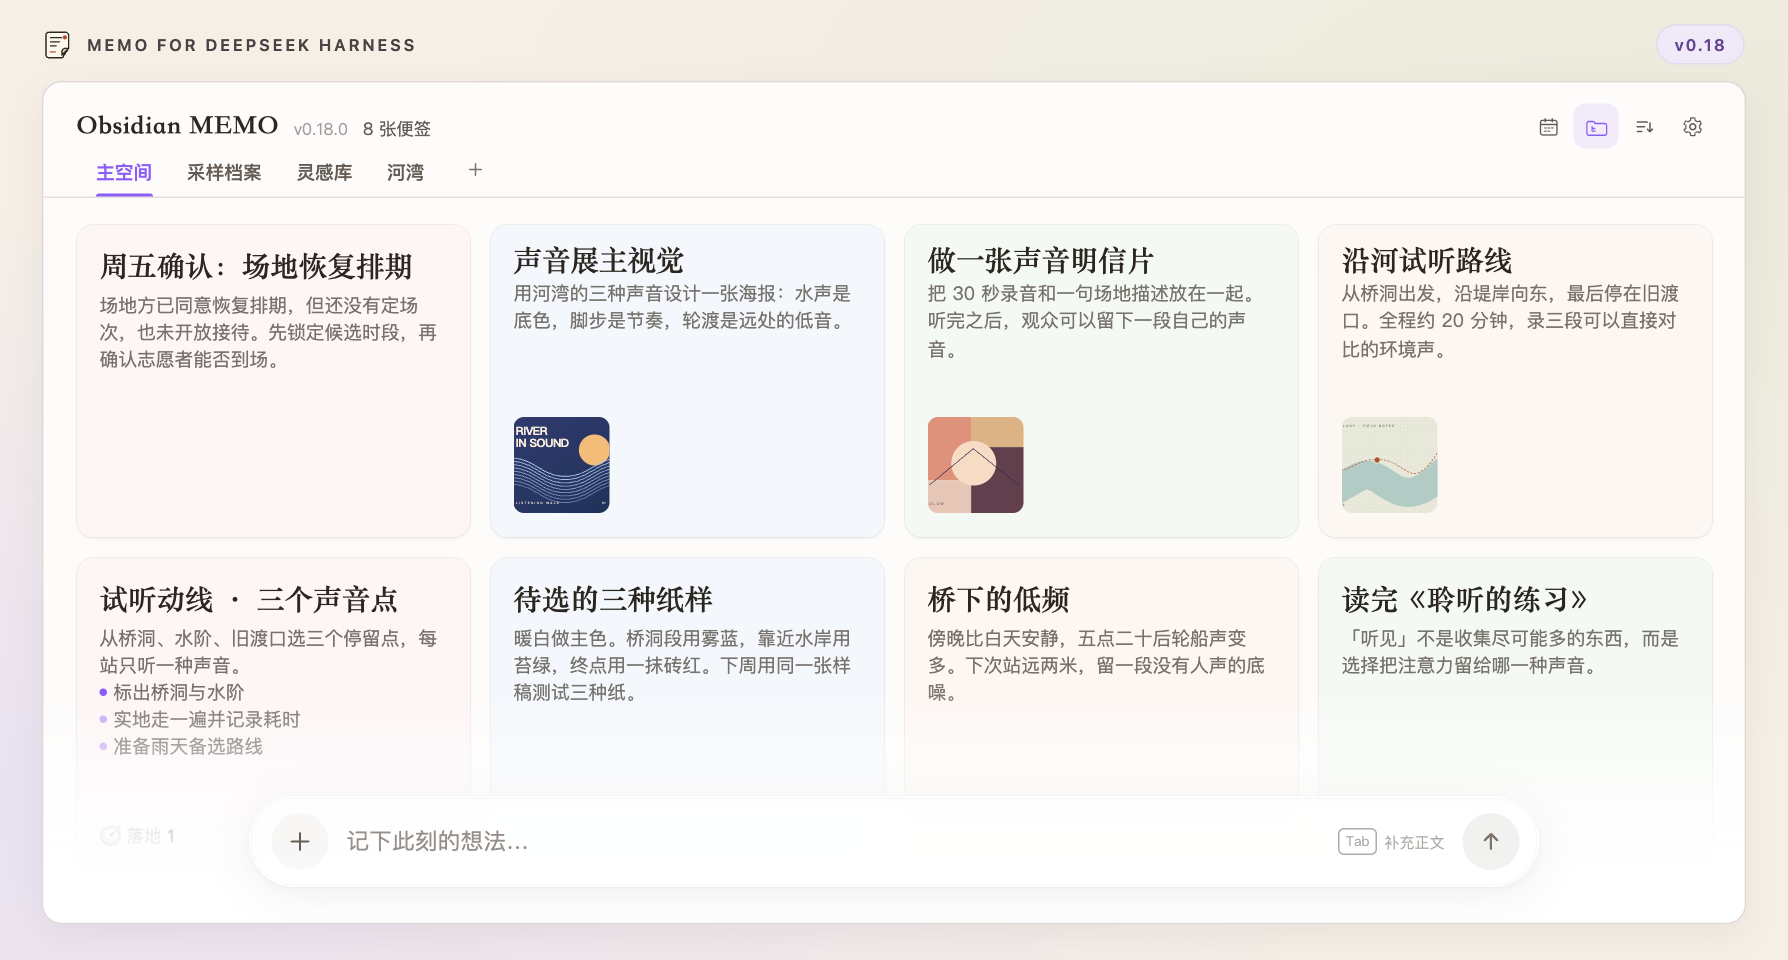 MEMO FOR DEEPSEEK HARNESS
v0.18
Obsidian MEMO v0.18.0 8 张便签
主空间 采样档案 灵感库 河湾
周五确认：场地恢复排期
场地方已同意恢复排期，但还没有定场
次，也未开放接待。先锁定候选时段，再
确认志愿者能否到场。
声音展主视觉
用河湾的三种声音设计一张海报：水声是
底色，脚步是节奏，轮渡是远处的低音。
RIVER
IN SOUND
LISTENING WALK
做一张声音明信片
把 30 秒录音和一句场地描述放在一起。
听完之后，观众可以留下一段自己的声
音。
沿河试听路线
从桥洞出发，沿堤岸向东，最后停在旧渡
口。全程约 20 分钟，录三段可以直接对
比的环境声。
FIELD NOTES
试听动线 · 三个声音点
从桥洞、水阶、旧渡口选三个停留点，每
站只听一种声音。
标出桥洞与水阶
实地走一遍并记录耗时
准备雨天备选路线
落地 1
待选的三种纸样
暖白做主色。桥洞段用雾蓝，靠近水岸用
苔绿，终点用一抹砖红。下周用同一张样
稿测试三种纸。
桥下的低频
傍晚比白天安静，五点二十后轮船声变
多。下次站远两米，留一段没有人声的底
噪。
读完《聆听的练习》
「听见」不是收集尽可能多的东西，而是
选择把注意力留给哪一种声音。
记下此刻的想法...
Tab 补充正文